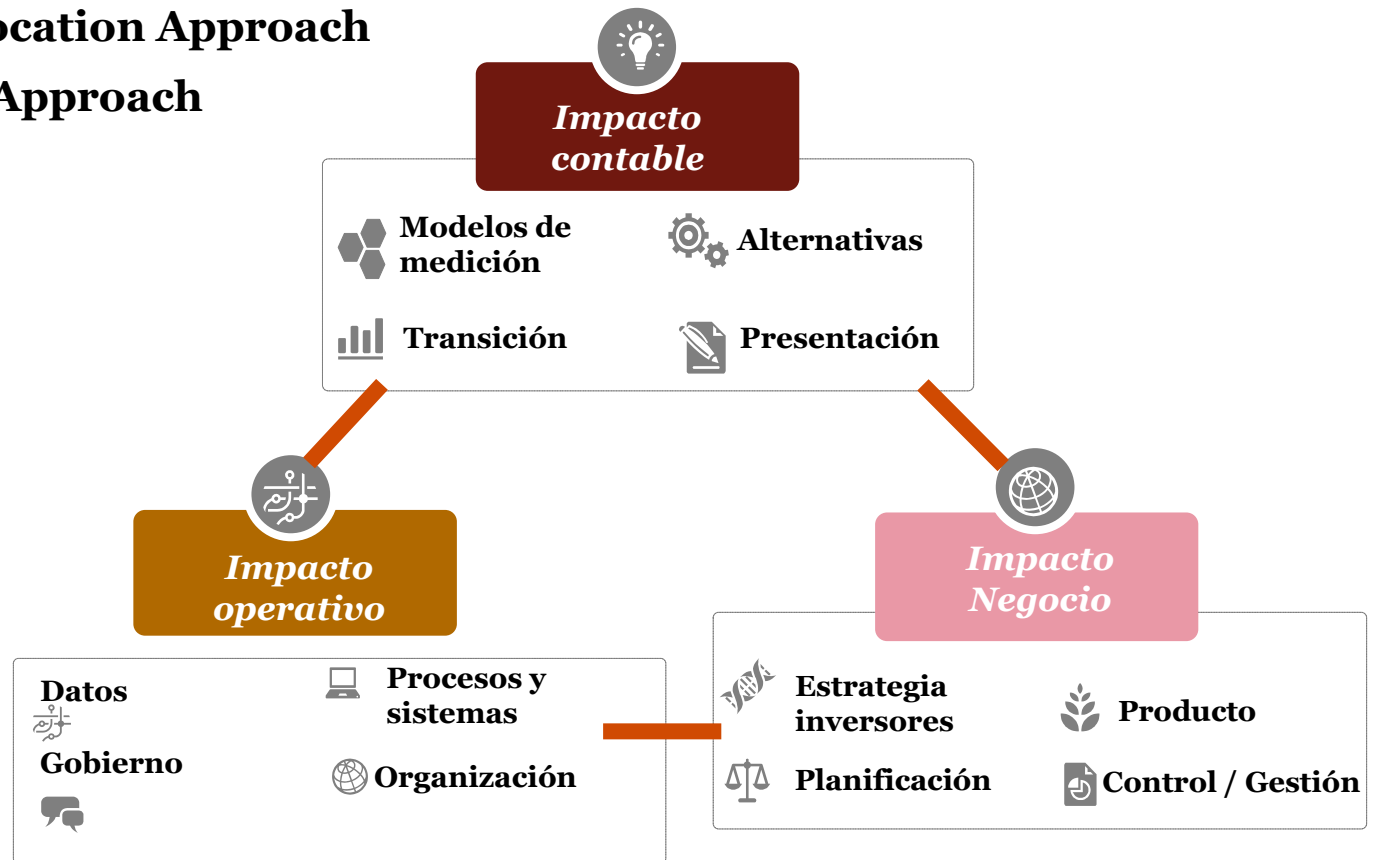 Approach
Approach
Impacto
contable
Modelos de
medición
Alternativas
Transición
Presentación
Impacto
operativo
Datos
Procesos y
sistemas
Gobierno
Organización
Impacto
Negocio
Estrategia
inversores
Producto
Planificación
Control / Gestión